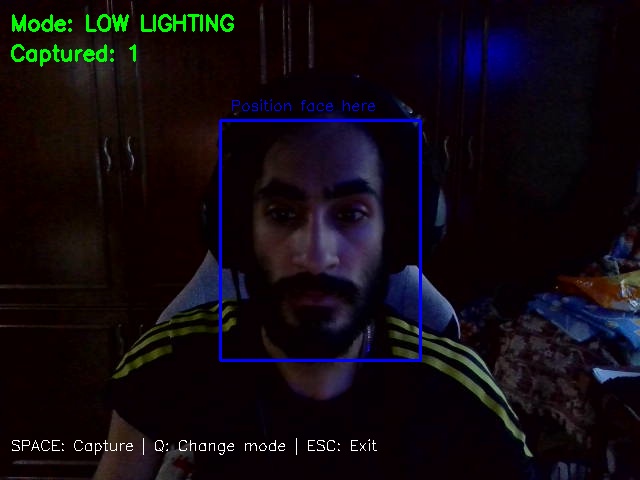 Mode: LOW LIGHTING
Captured: 1
Position face here
SPACE: Capture | Q: Change mode | ESC: Exit